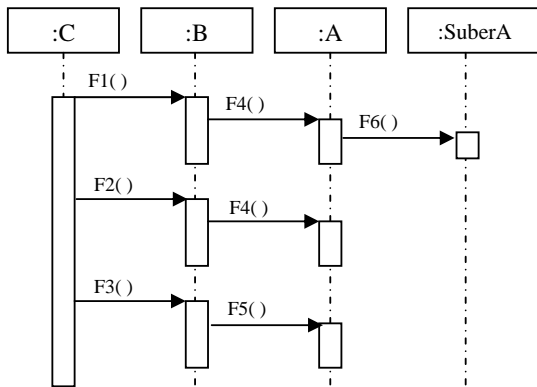 :C :B :A :SuberA
F1( )
F4( )
F6( )
F2( )
F4( )
F3( )
F5( )